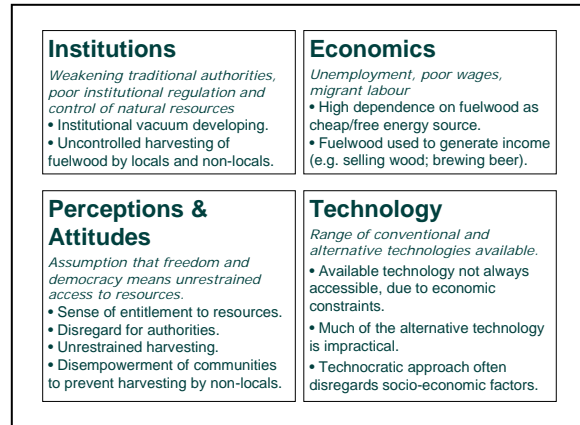 Institutions
Weakening traditional authorities,
poor institutional regulation and
control of natural resources
• Institutional vacuum developing.
• Uncontrolled harvesting of
fuelwood by locals and non-locals.
Economics
Unemployment, poor wages,
migrant labour
• High dependence on fuelwood as
cheap/free energy source.
• Fuelwood used to generate income
(e.g. selling wood; brewing beer).
Perceptions &
Attitudes
Assumption that freedom and
democracy means unrestrained
access to resources.
• Sense of entitlement to resources.
• Disregard for authorities.
• Unrestrained harvesting.
• Disempowerment of communities
to prevent harvesting by non-locals.
Technology
Range of conventional and
alternative technologies available.
• Available technology not always
accessible, due to economic
constraints.
• Much of the alternative technology
is impractical.
• Technocratic approach often
disregards socio-economic factors.